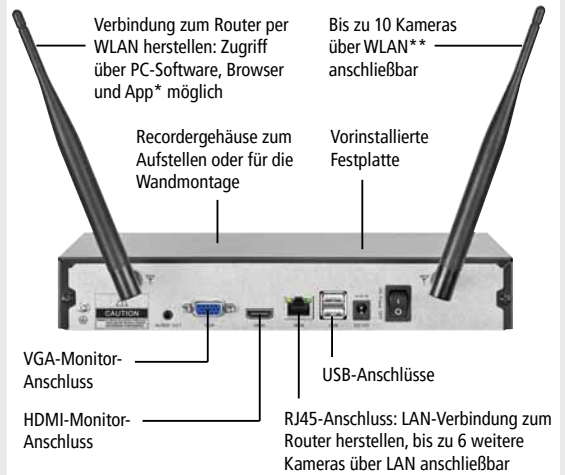 Verbindung zum Router per
WLAN herstellen: Zugriff
über PC-Software, Browser
und App* möglich
Bis zu 10 Kameras
über WLAN**
anschließbar
Recordergehäuse zum
Aufstellen oder für die
Wandmontage
Vorinstallierte
Festplatte
CAUTION
AUDIO OUT
VGA-Monitor-
Anschluss
HDMI-Monitor-
Anschluss
USB-Anschlüsse
RJ45-Anschluss: LAN-Verbindung zum
Router herstellen, bis zu 6 weitere
Kameras über LAN anschließbar